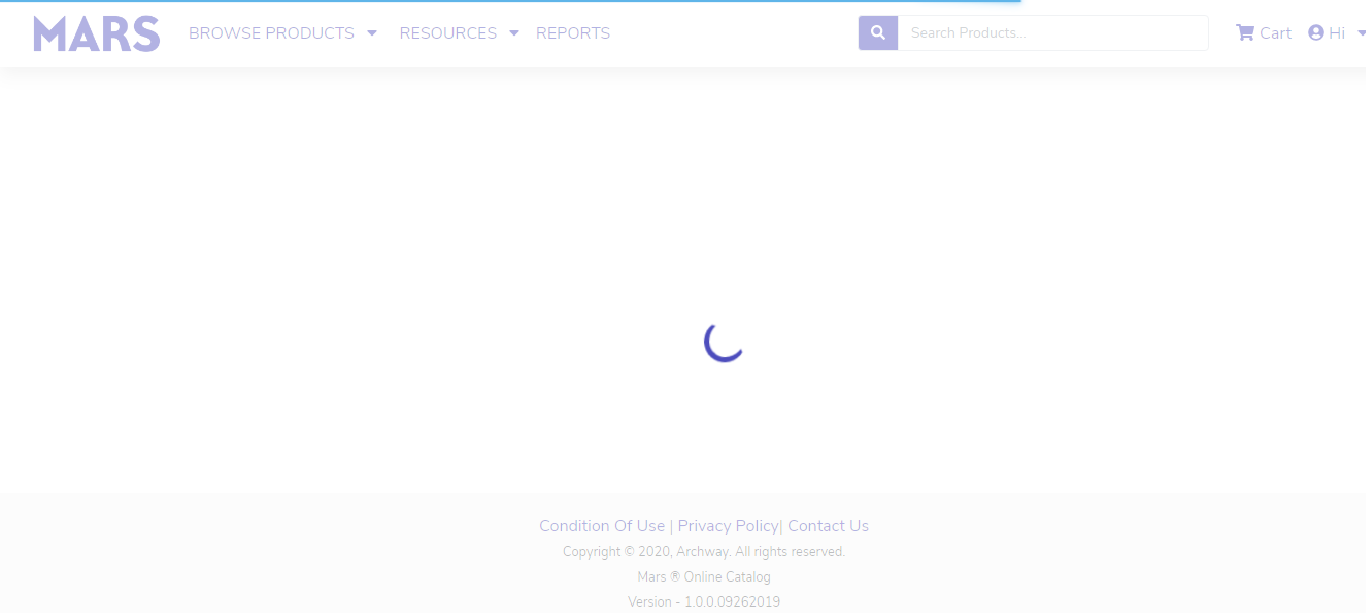 MARS BROWSE PRODUCTS RESOURCES REPORTS Search Products... Cart Hi
Condition Of Use | Privacy Policy| Contact Us
Copyright © 2020, Archway. All rights reserved.
Mars ® Online Catalog
Version - 1.0.0.09262019